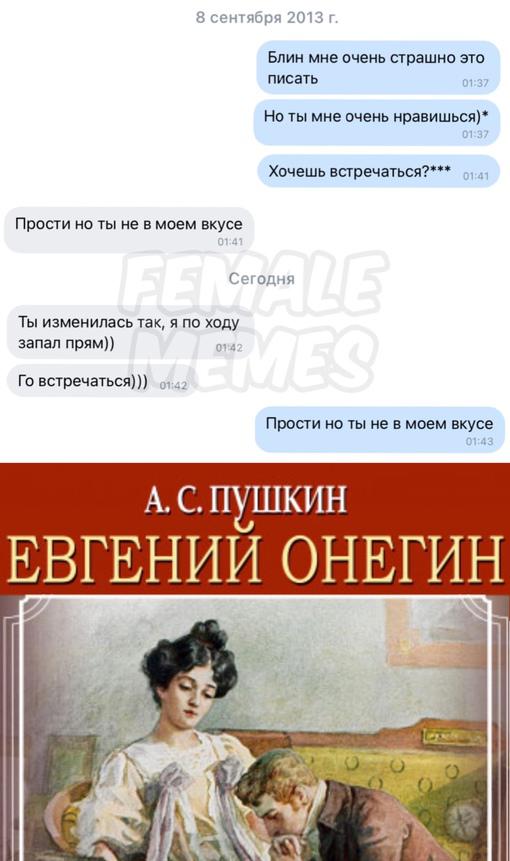 8 сентября 2013 г.
Блин мне очень страшно это
писать
01:37
Но ты мне очень нравишься)*
01:37
Хочешь встречаться?*** 01:41
Прости но ты не в моем вкусе
01:41
FEMALE
Сегодня
MEMES
Ты изменилась так, я по ходу
запал прям)) 01:42
Го встречаться))) 01:42
Прости но ты не в моем вкусе
01:43
А. С. ПУШКИН
ЕВГЕНИЙ ОНЕГИН